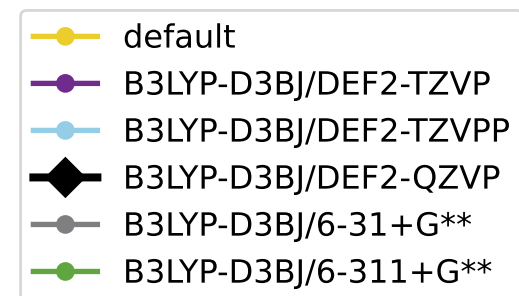 default
B3LYP-D3BJ/DEF2-TZVP
B3LYP-D3BJ/DEF2-TZVPP
B3LYP-D3BJ/DEF2-QZVP
B3LYP-D3BJ/6-31+G**
B3LYP-D3BJ/6-311+G**